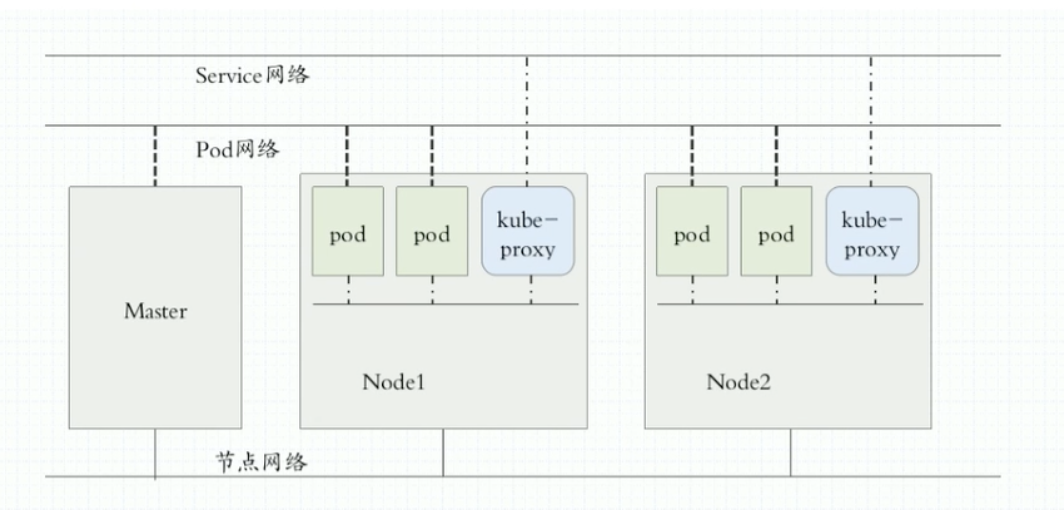 Service网络
Pod网络
Master
pod
pod
kube-
proxy
Node1
pod
pod
kube-
proxy
Node2
节点网络